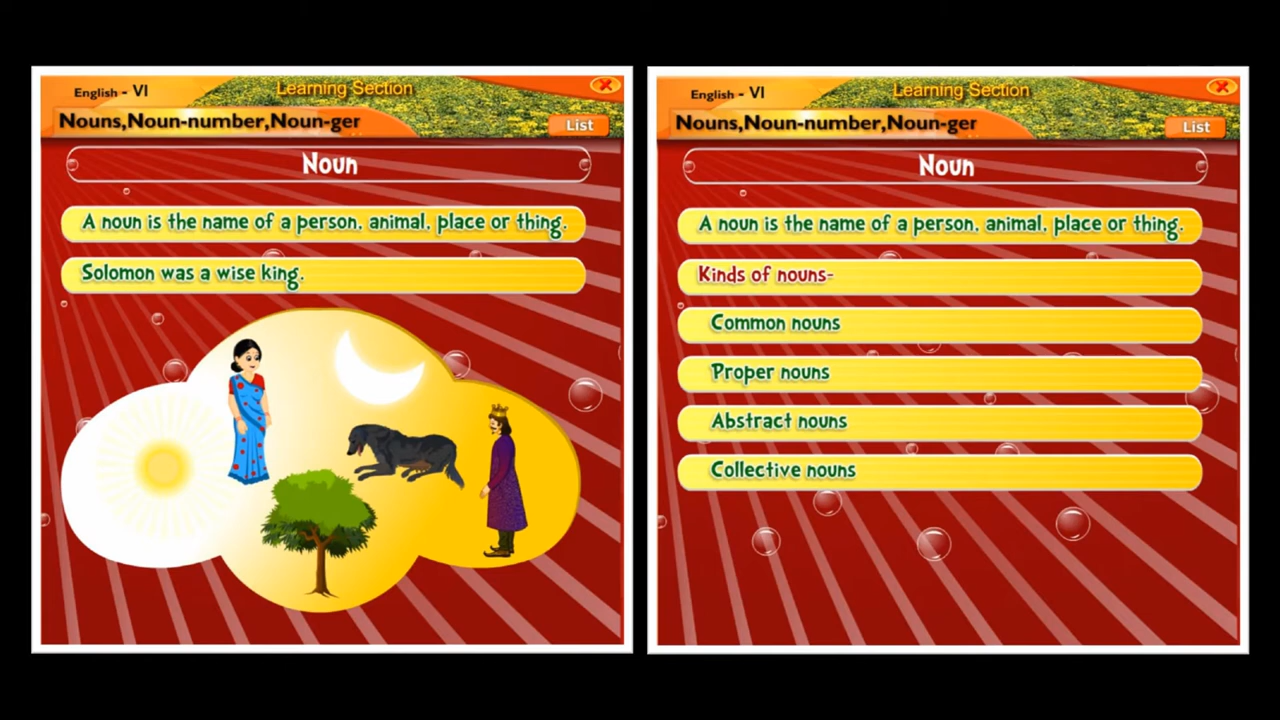 English - VI
Learning Section
Nouns,Noun-number,Noun-ger
List
Noun
A noun is the name of a person, animal, place or thing.
Solomon was a wise king.
English - VI
Learning Section
Nouns,Noun-number,Noun-ger
List
Noun
A noun is the name of a person, animal, place or thing.
Kinds of nouns-
Common nouns
Proper nouns
Abstract nouns
Collective nouns